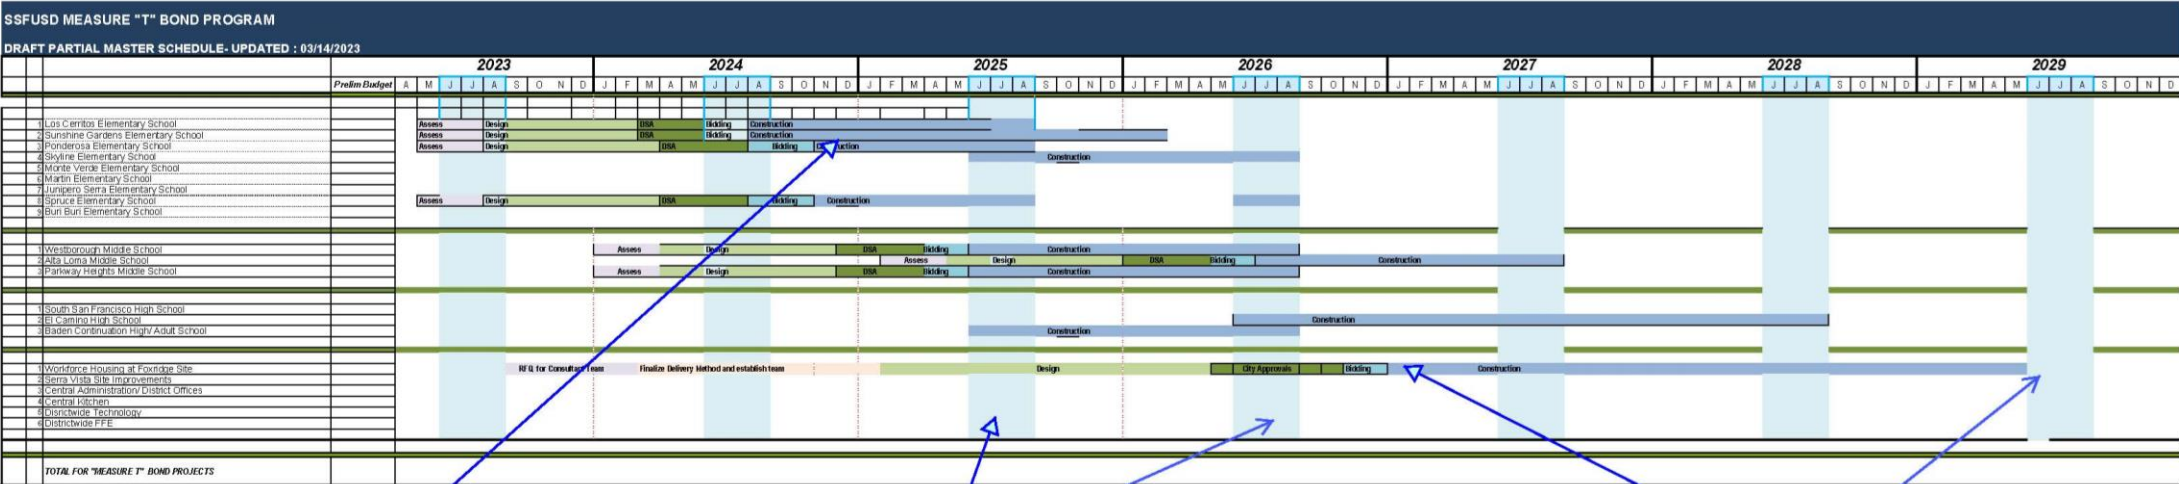 SSFUSD MEASURE "T" BOND PROGRAM
DRAFT PARTIAL MASTER SCHEDULE- UPDATED : 03/14/2023
2023 2024 2025 2026 2027 2028 2029
Prelim Budget A M J J A S O N D J F M A M J J A S O N D J F M A M J J A S O N D J F M A M J J A S O N D J F M A M J J A S O N D J F M A M J J A S O N D J F M A M J J A S O N D
1 Los Cerritos Elementary School Assess Design DSA Bidding Construction
2 Sunshine Gardens Elementary School Assess Design DSA Bidding Construction
3 Ponderosa Elementary School Assess Design DSA Bidding Construction
4 Skyline Elementary School Construction
5 Monte Verde Elementary School
6 Martin Elementary School
7 Junipero Serra Elementary School
8 Spruce Elementary School Assess Design DSA Bidding Construction
9 Buri Buri Elementary School
1 Westborough Middle School Assess Design DSA Bidding Construction
2 Alta Loma Middle School Assess Design DSA Bidding Construction
3 Parkway Heights Middle School Assess Design DSA Bidding Construction
1 South San Francisco High School
2 El Camino High School Construction
3 Baden Continuation High/ Adult School Construction
1 Workforce Housing at Foxridge Site RFQ for Consultant Team Finalize Delivery Method and establish team Design City Approvals Bidding Construction
2 Serra Vista Site Improvements
3 Central Administration/ District Offices
4 Central Kitchen
5 Disrictwide Technology
6 Districtwide FFE
TOTAL FOR "MEASURE T" BOND PROJECTS